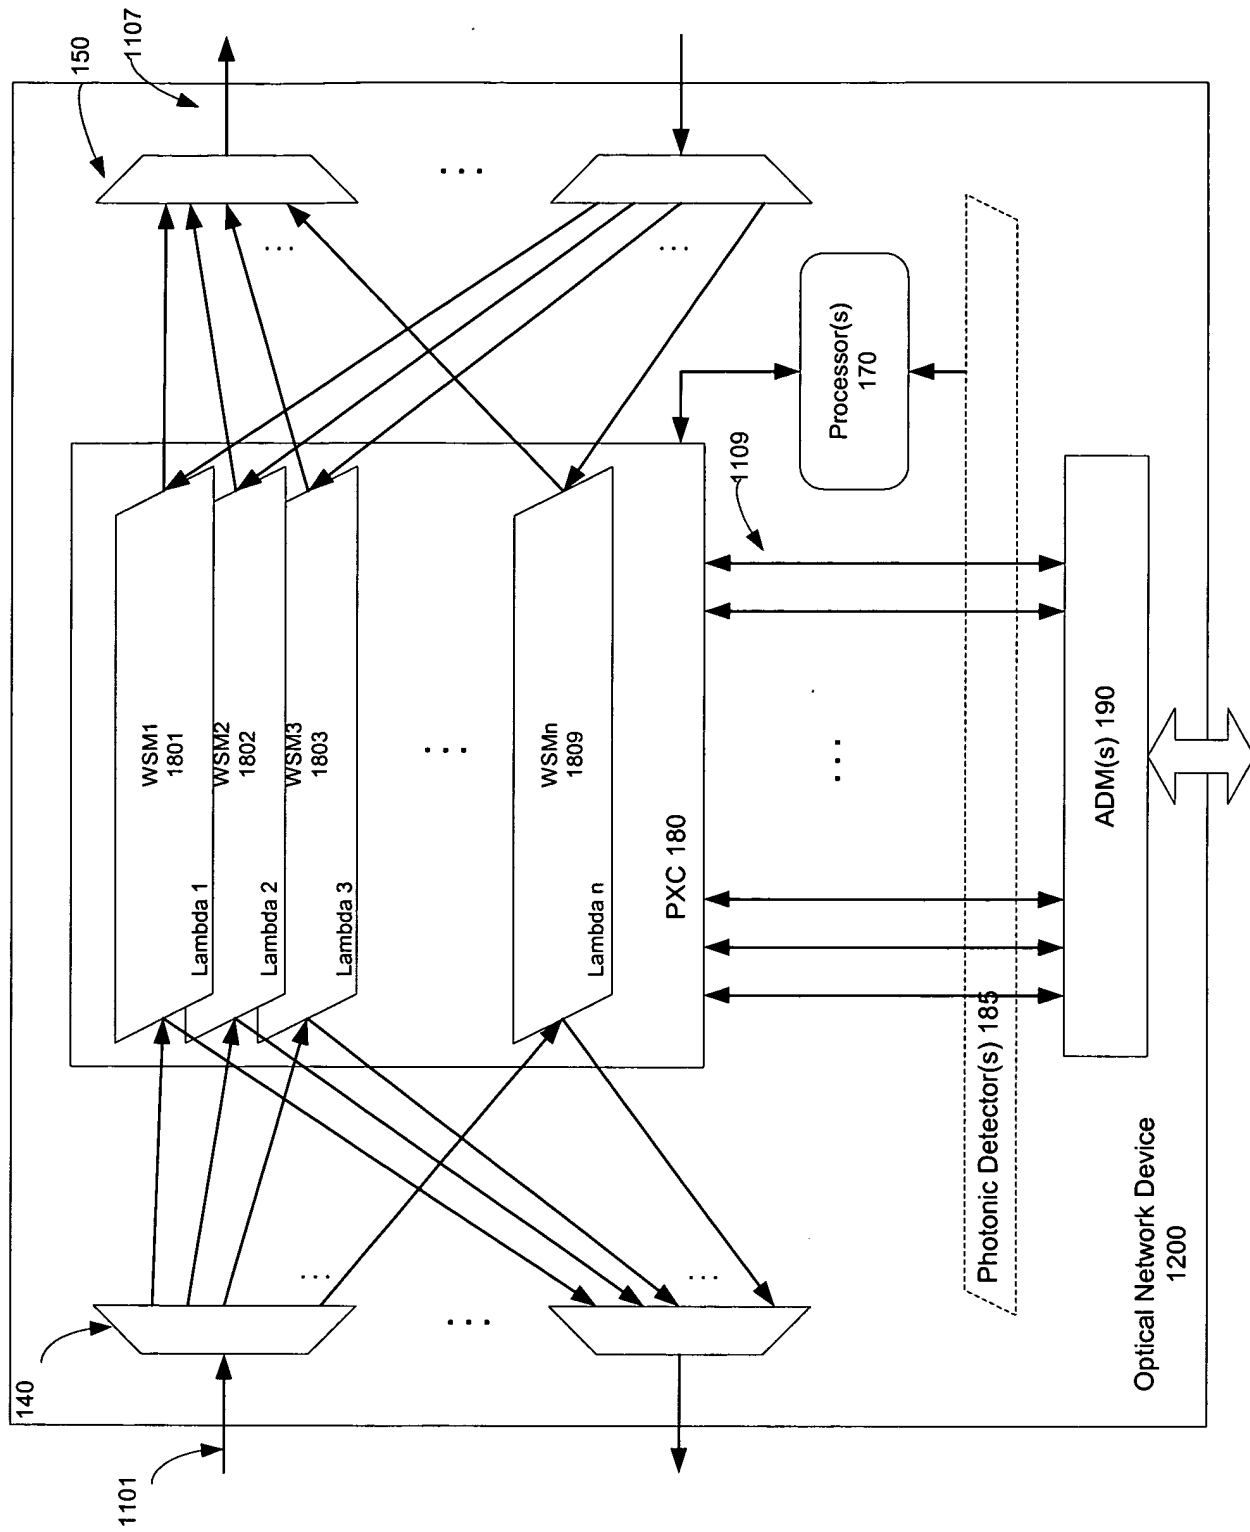 1101
140
150
1107
WSM1
1801
Lambda 1
WSM2
1802
Lambda 2
WSM3
1803
Lambda 3
...
WSMn
1809
Lambda n
PXC 180
1109
Processor(s)
170
Photonic Detector(s) 185
ADM(s) 190
Optical Network Device
1200